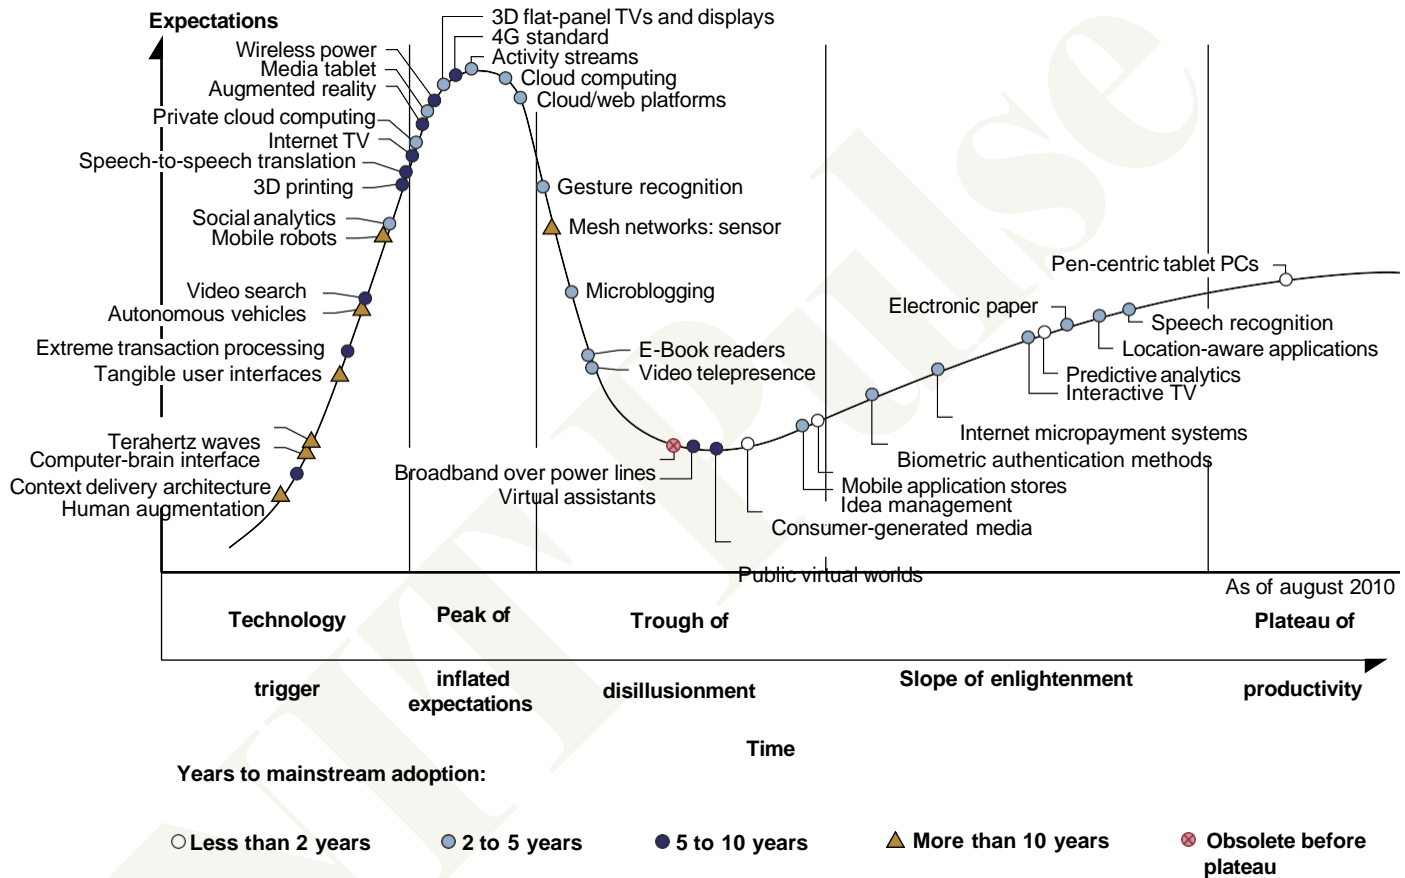 Expectations
3D flat-panel TVs and displays
4G standard
Wireless power
Activity streams
Media tablet
Cloud computing
Augmented reality
Cloud/web platforms
Private cloud computing
Internet TV
Speech-to-speech translation
3D printing
Gesture recognition
Social analytics
Mesh networks: sensor
Mobile robots
Pen-centric tablet PCs
Video search
Microblogging
Electronic paper
Autonomous vehicles
Speech recognition
Extreme transaction processing
E-Book readers
Location-aware applications
Tangible user interfaces
Video telepresence
Predictive analytics
Interactive TV
Terahertz waves
Internet micropayment systems
Computer-brain interface
Biometric authentication methods
Broadband over power lines
Context delivery architecture
Mobile application stores
Virtual assistants
Human augmentation
Idea management
Consumer-generated media
Public virtual worlds
As of august 2010
Technology
trigger
Peak of
inflated
expectations
Trough of
disillusionment
Slope of enlightenment
Plateau of
productivity
Time
Years to mainstream adoption:
Less than 2 years
2 to 5 years
5 to 10 years
More than 10 years
Obsolete before
plateau